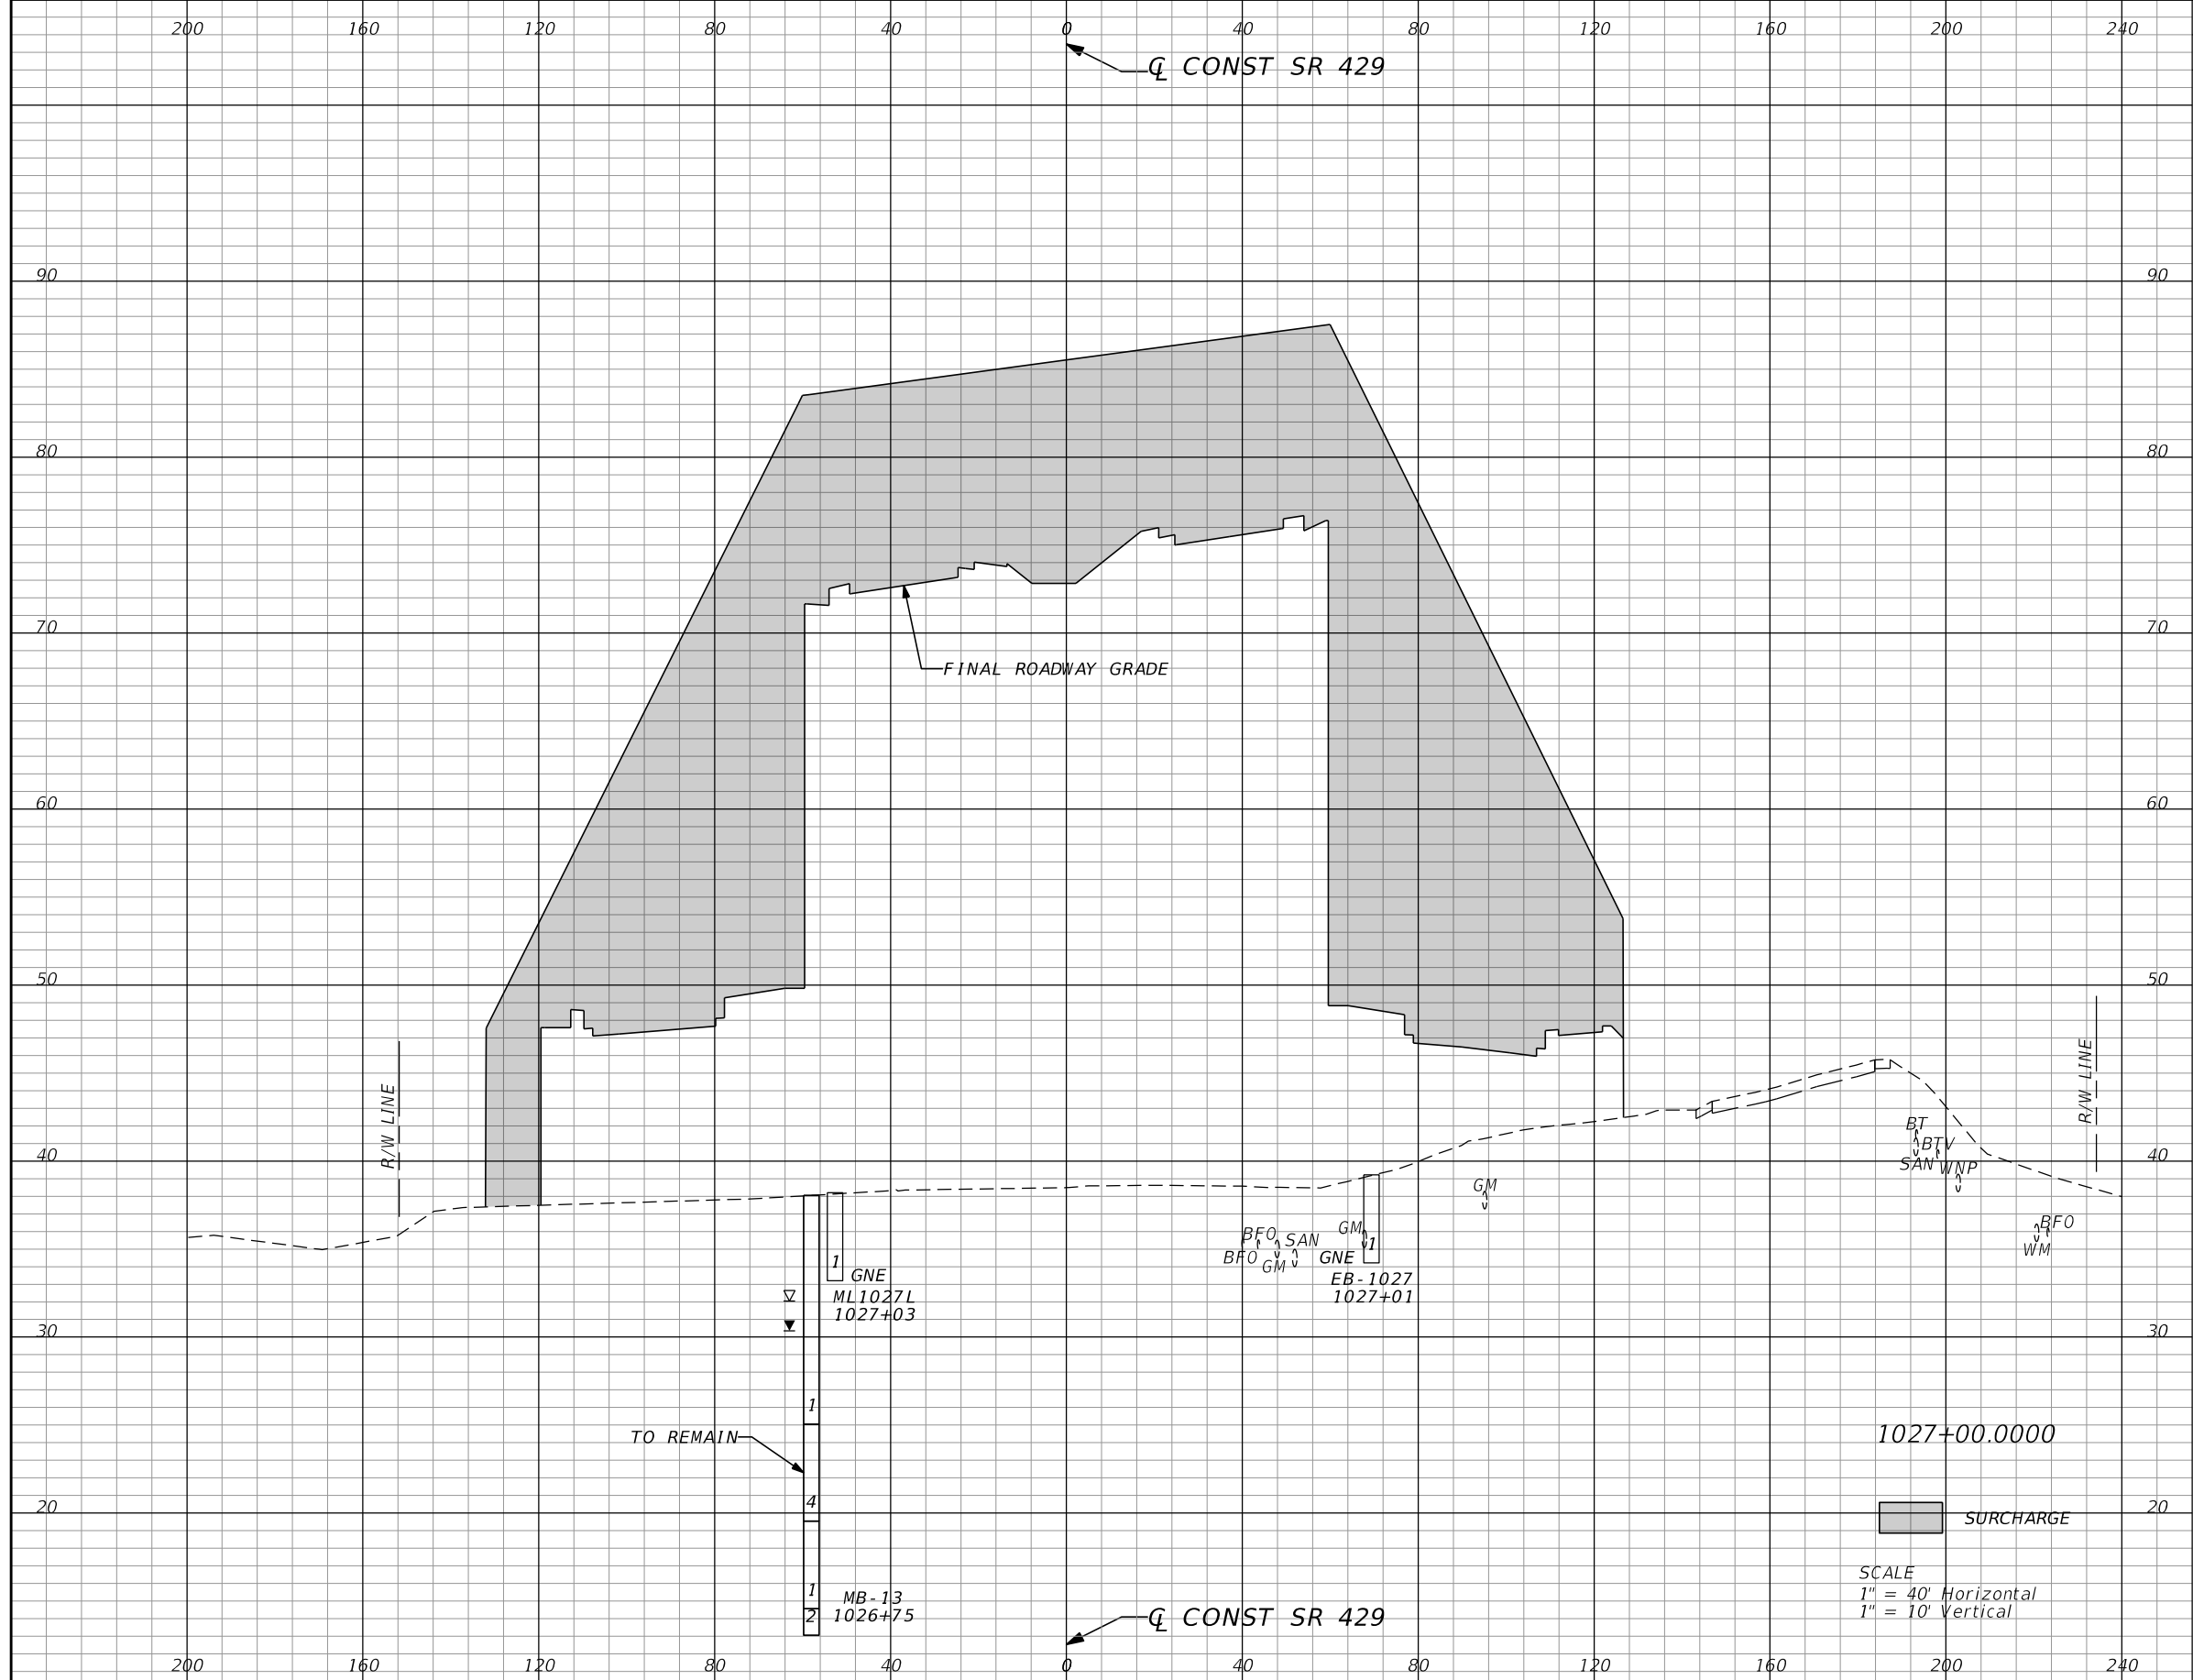 200 160 120 80 40 0 40 80 120 160 200 240
℄ CONST SR 429
90 90
80 80
70 70
FINAL ROADWAY GRADE
60 60
50 50
R/W LINE
R/W LINE
BT
BTV
40 40
SAN WNP
GM
GM
BFO
BFO SAN
BFO GM GNE 1
WM
1
GNE
EB-1027
1027+01
ML1027L
1027+03
30 30
1
TO REMAIN
1027+00.0000
4
20 20
SURCHARGE
SCALE
1" = 40' Horizontal
1" = 10' Vertical
1
2
MB-13
1026+75
℄ CONST SR 429
200 160 120 80 40 0 40 80 120 160 200 240